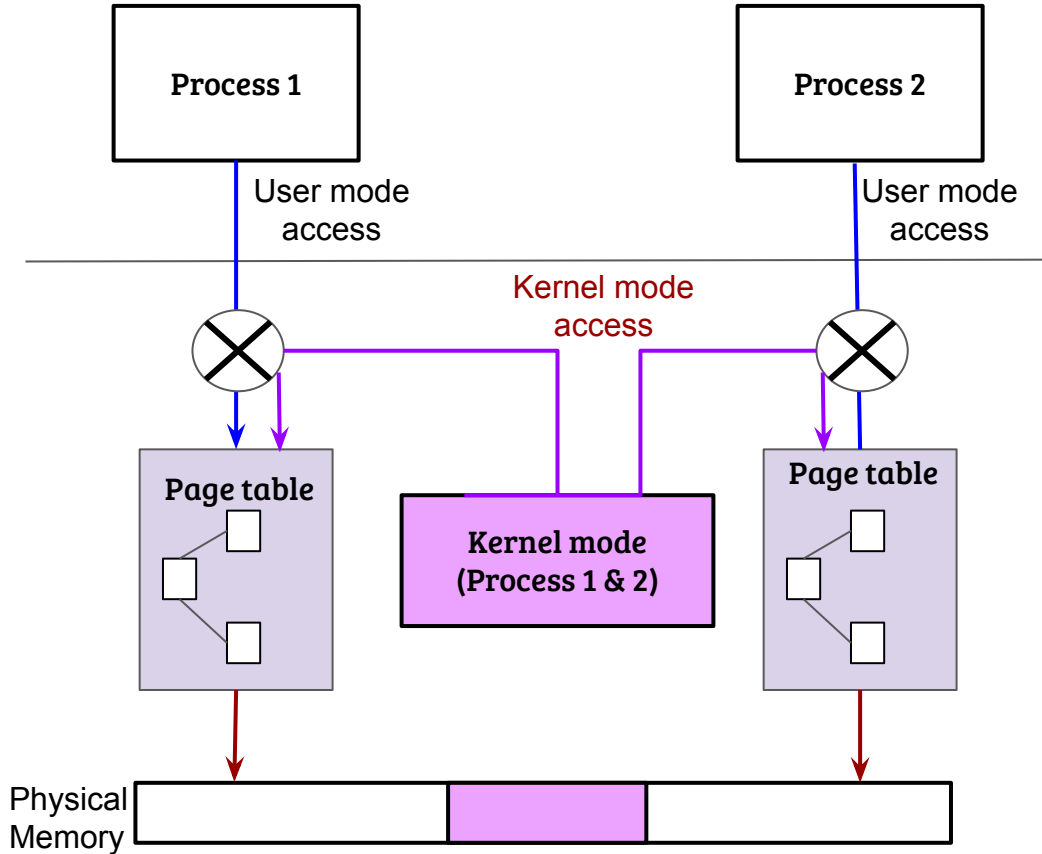 Process 1
Process 2
User mode
access
User mode
access
Kernel mode
access
Page table
Page table
Kernel mode
(Process 1 & 2)
Physical
Memory